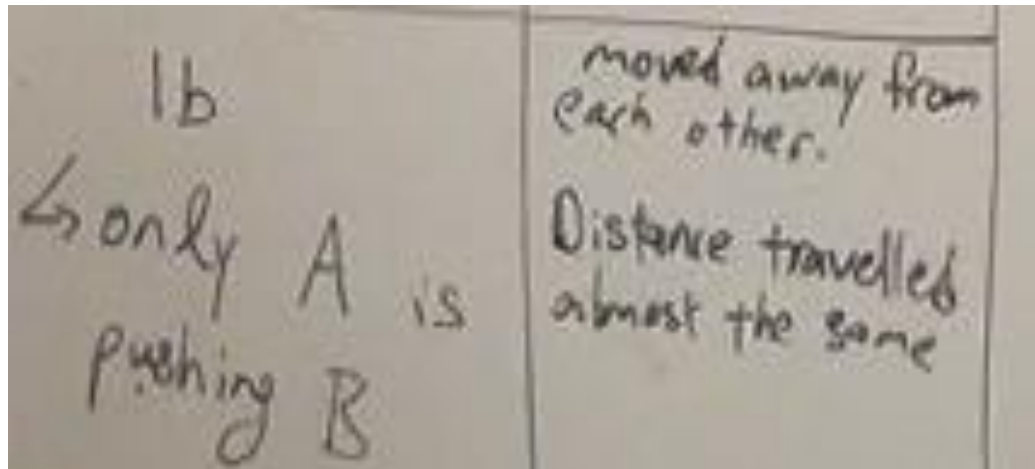 1b
↳ only A is
pushing B
moved away from
each other.
Distance travelled
almost the same